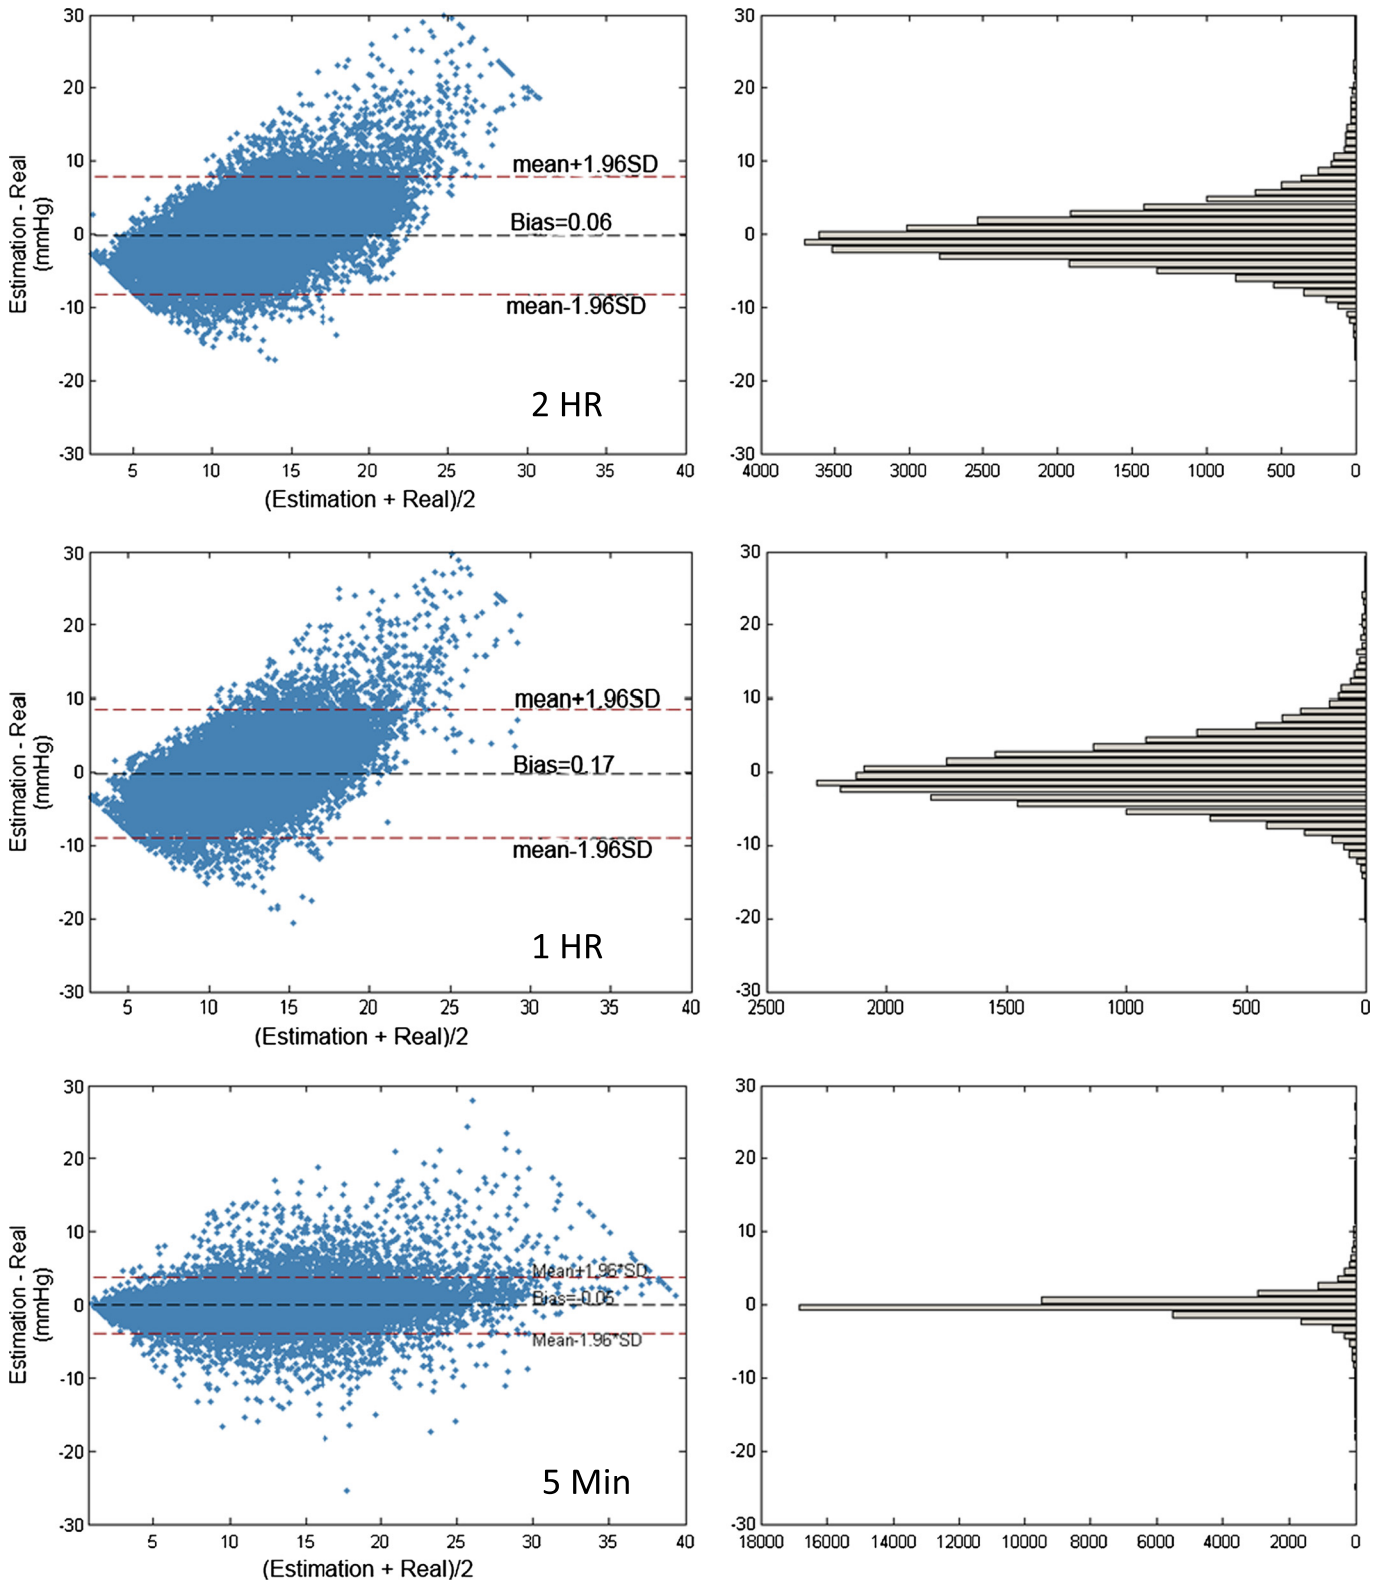 30
20
10
0
-10
-20
-30
Estimation - Real
(mmHg)
mean+1.96SD
Bias=0.06
mean-1.96SD
2 HR
5 10 15 20 25 30 35 40
(Estimation + Real)/2
30
20
10
0
-10
-20
-30
4000 3500 3000 2500 2000 1500 1000 500 0
30
20
10
0
-10
-20
-30
Estimation - Real
(mmHg)
mean+1.96SD
Bias=0.17
mean-1.96SD
1 HR
5 10 15 20 25 30 35 40
(Estimation + Real)/2
30
20
10
0
-10
-20
-30
2500 2000 1500 1000 500 0
30
20
10
0
-10
-20
-30
Estimation - Real
(mmHg)
Mean+1.96*SD
Bias=-0.05
Mean-1.96*SD
5 Min
5 10 15 20 25 30 35 40
(Estimation + Real)/2
30
20
10
0
-10
-20
-30
18000 16000 14000 12000 10000 8000 6000 4000 2000 0